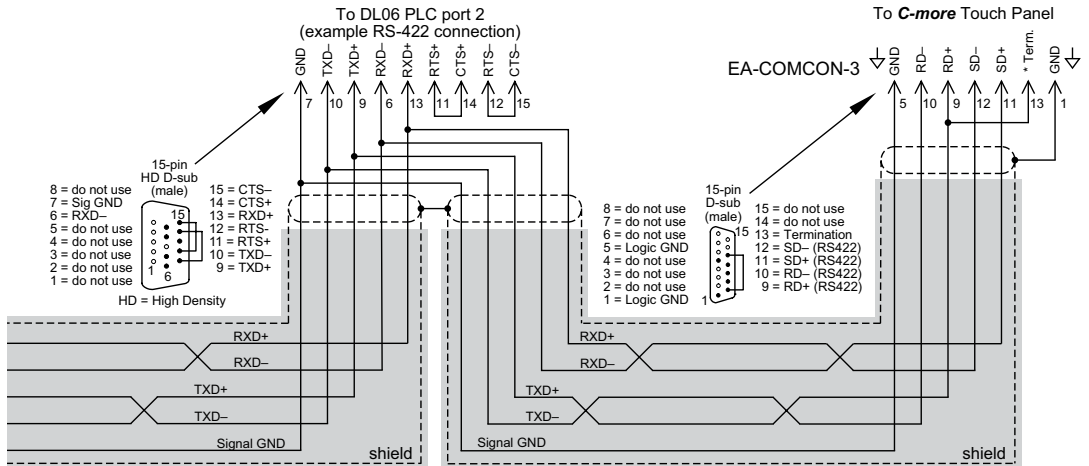 To DL06 PLC port 2
(example RS-422 connection)
GND
TXD–
TXD+
RXD–
RXD+
RTS+
CTS+
RTS–
CTS–
7
10
9
6
13
11
14
12
15
To C-more Touch Panel
EA-COMCON-3
GND
RD–
RD+
SD–
SD+
* Term.
GND
5
10
9
12
11
13
1
15-pin
HD D-sub
(male)
8 = do not use
7 = Sig GND
6 = RXD–
5 = do not use
4 = do not use
3 = do not use
2 = do not use
1 = do not use
15
1
6
15 = CTS–
14 = CTS+
13 = RXD+
12 = RTS-
11 = RTS+
10 = TXD–
9 = TXD+
HD = High Density
15-pin
D-sub
(male)
8 = do not use
7 = do not use
6 = do not use
5 = Logic GND
4 = do not use
3 = do not use
2 = do not use
1 = Logic GND
15
1
15 = do not use
14 = do not use
13 = Termination
12 = SD– (RS422)
11 = SD+ (RS422)
10 = RD– (RS422)
9 = RD+ (RS422)
RXD+
RXD–
TXD+
TXD–
Signal GND
shield
RXD+
RXD–
TXD+
TXD–
Signal GND
shield